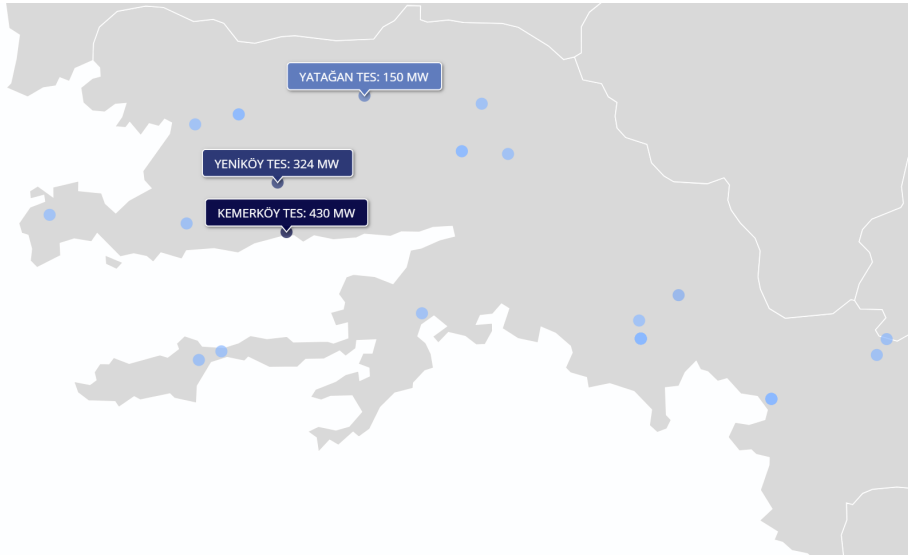 YATAĞAN TES: 150 MW
YENİKÖY TES: 324 MW
KEMERKÖY TES: 430 MW